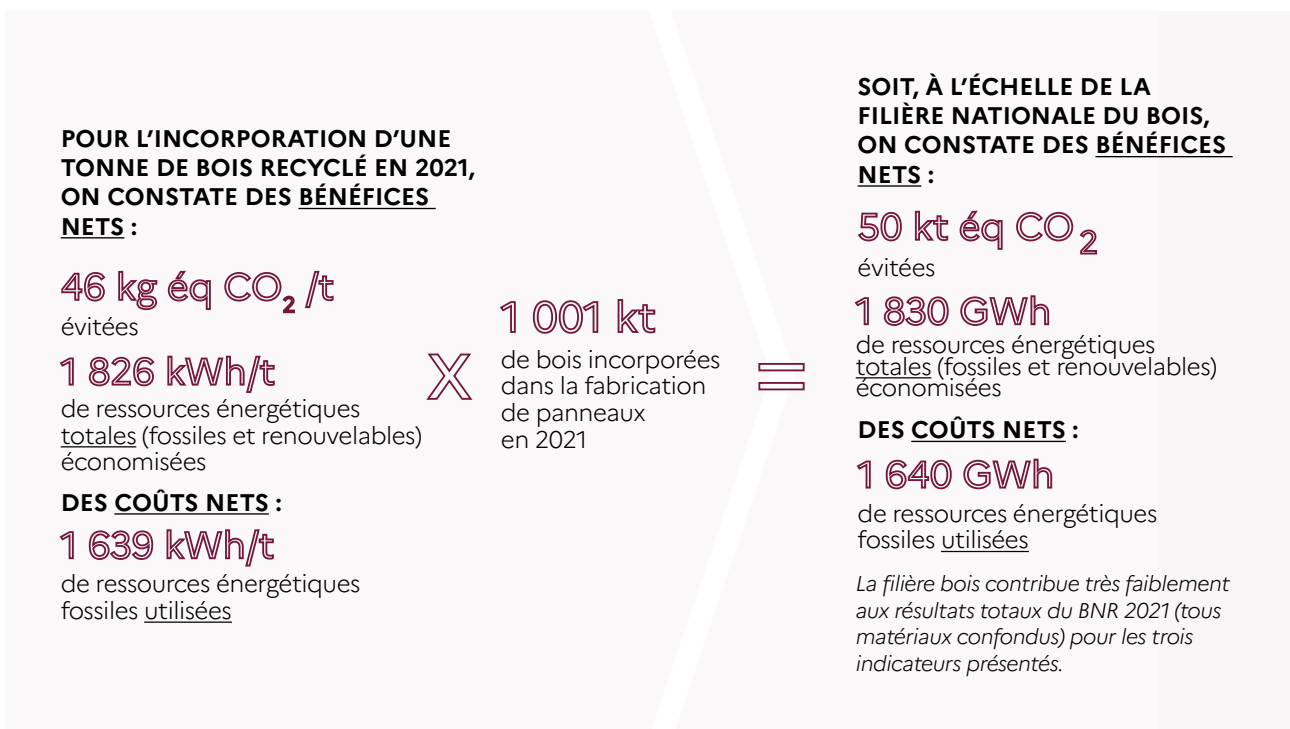 POUR L'INCORPORATION D'UNE
TONNE DE BOIS RECYCLÉ EN 2021,
ON CONSTATE DES BÉNÉFICES
NETS :
46 kg éq CO₂ /t
évitées
1 826 kWh/t
de ressources énergétiques
totales (fossiles et renouvelables)
économisées
DES COÛTS NETS :
1 639 kWh/t
de ressources énergétiques
fossiles utilisées
X
1 001 kt
de bois incorporées
dans la fabrication
de panneaux
en 2021
=
SOIT, À L'ÉCHELLE DE LA
FILIÈRE NATIONALE DU BOIS,
ON CONSTATE DES BÉNÉFICES
NETS :
50 kt éq CO₂
évitées
1 830 GWh
de ressources énergétiques
totales (fossiles et renouvelables)
économisées
DES COÛTS NETS :
1 640 GWh
de ressources énergétiques
fossiles utilisées
La filière bois contribue très faiblement
aux résultats totaux du BNR 2021 (tous
matériaux confondus) pour les trois
indicateurs présentés.